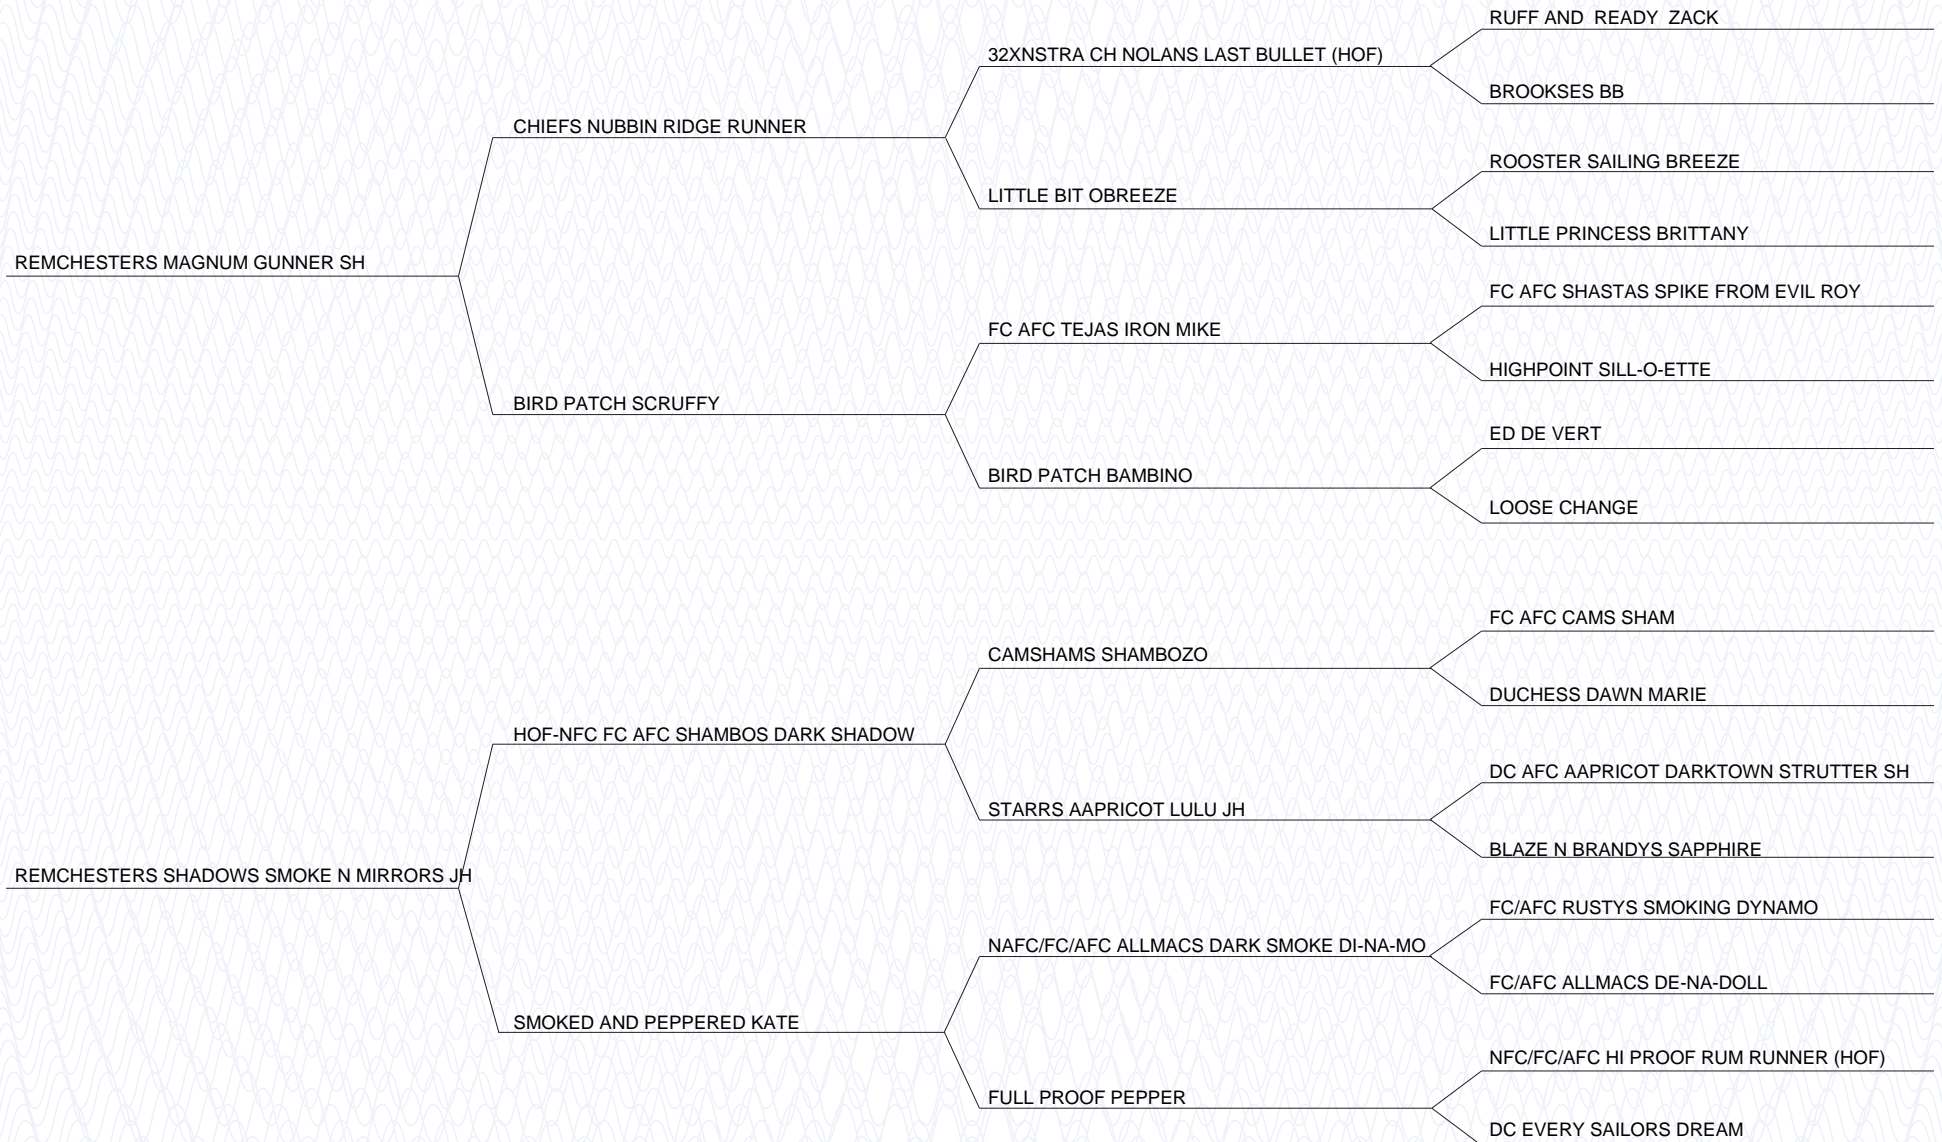 RUFF AND  READY  ZACK
32XNSTRA CH NOLANS LAST BULLET (HOF)
BROOKSES BB
CHIEFS NUBBIN RIDGE RUNNER
ROOSTER SAILING BREEZE
LITTLE BIT OBREEZE
LITTLE PRINCESS BRITTANY
REMCHESTERS MAGNUM GUNNER SH
FC AFC SHASTAS SPIKE FROM EVIL ROY
FC AFC TEJAS IRON MIKE
HIGHPOINT SILL-O-ETTE
BIRD PATCH SCRUFFY
ED DE VERT
BIRD PATCH BAMBINO
LOOSE CHANGE
FC AFC CAMS SHAM
CAMSHAMS SHAMBOZO
DUCHESS DAWN MARIE
HOF-NFC FC AFC SHAMBOS DARK SHADOW
DC AFC AAPRICOT DARKTOWN STRUTTER SH
STARRS AAPRICOT LULU JH
BLAZE N BRANDYS SAPPHIRE
REMCHESTERS SHADOWS SMOKE N MIRRORS JH
FC/AFC RUSTYS SMOKING DYNAMO
NAFC/FC/AFC ALLMACS DARK SMOKE DI-NA-MO
FC/AFC ALLMACS DE-NA-DOLL
SMOKED AND PEPPERED KATE
NFC/FC/AFC HI PROOF RUM RUNNER (HOF)
FULL PROOF PEPPER
DC EVERY SAILORS DREAM